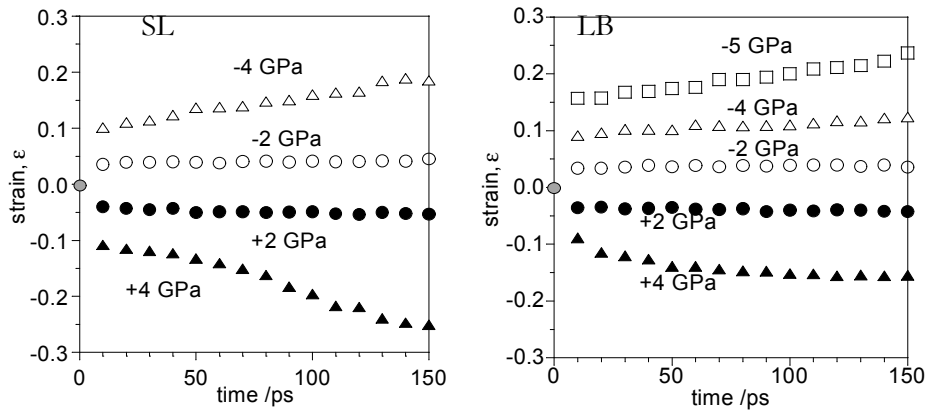 SL
0.3
0.2
0.1
0.0
-0.1
-0.2
-0.3
strain, ε
-4 GPa
-2 GPa
+2 GPa
+4 GPa
0
50
100
150
time /ps
LB
0.3
0.2
0.1
0.0
-0.1
-0.2
-0.3
strain, ε
-5 GPa
-4 GPa
-2 GPa
+2 GPa
+4 GPa
0
50
100
150
time /ps